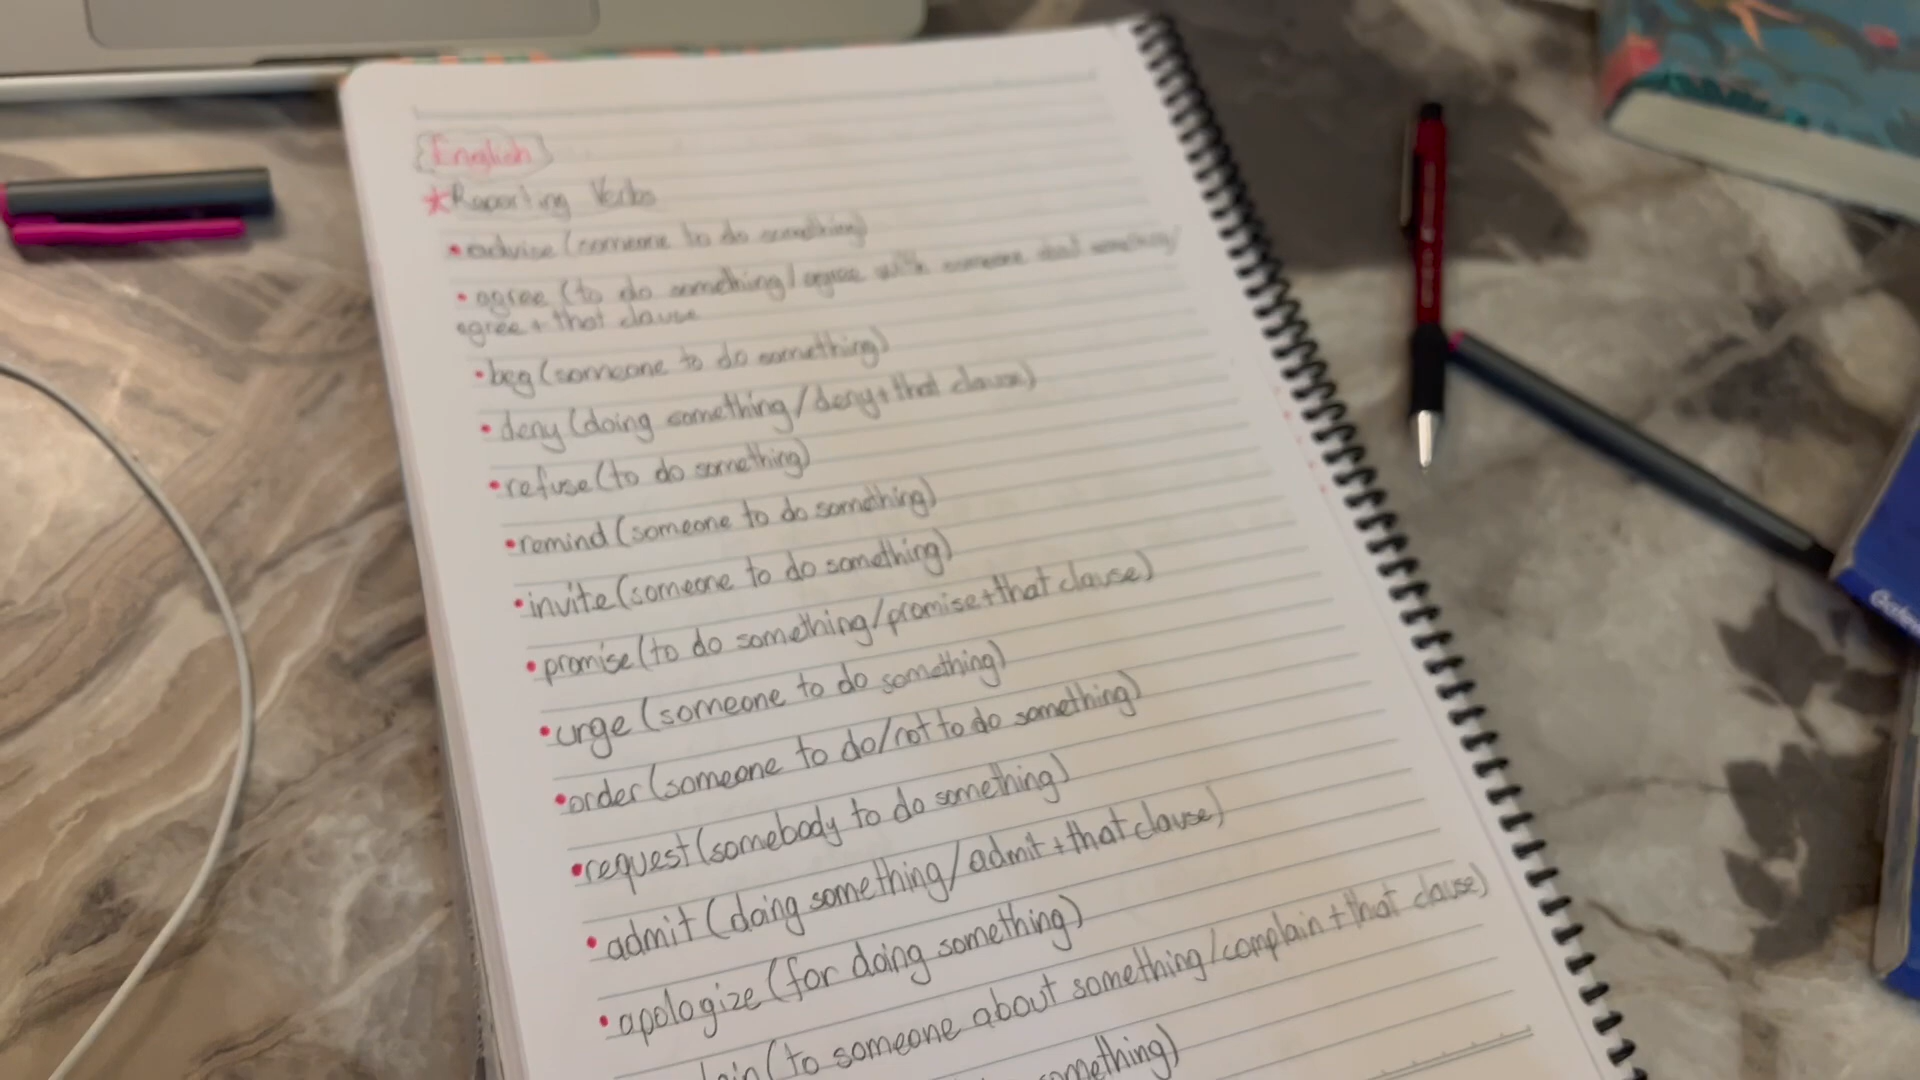 English
*Reporting Verbs
•advise (someone to do something)
•agree (to do something/agree with someone about something/
agree + that clause
•beg (someone to do something)
•deny (doing something/deny+that clause)
•refuse (to do something)
•remind (someone to do something)
•invite (someone to do something)
•promise (to do something/promise+that clause)
•urge (someone to do something)
•order (someone to do/not to do something)
•request (somebody to do something)
•admit (doing something/admit+that clause)
•apologize (for doing something)
(to someone about something/complain+that clause)
something)